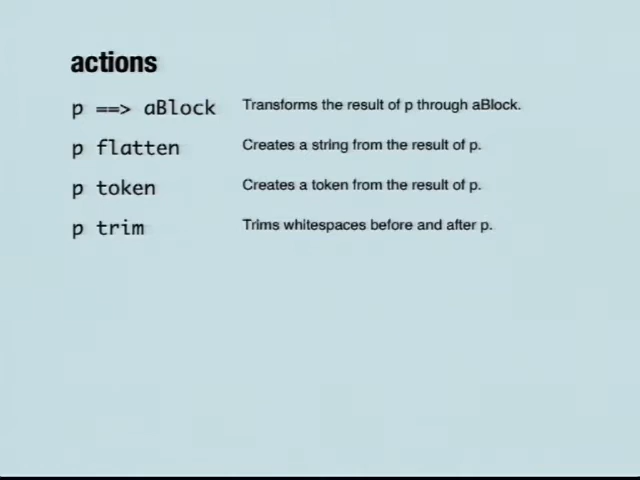 actions
p ==> aBlock Transforms the result of p through aBlock.
p flatten Creates a string from the result of p.
p token Creates a token from the result of p.
p trim Trims whitespaces before and after p.